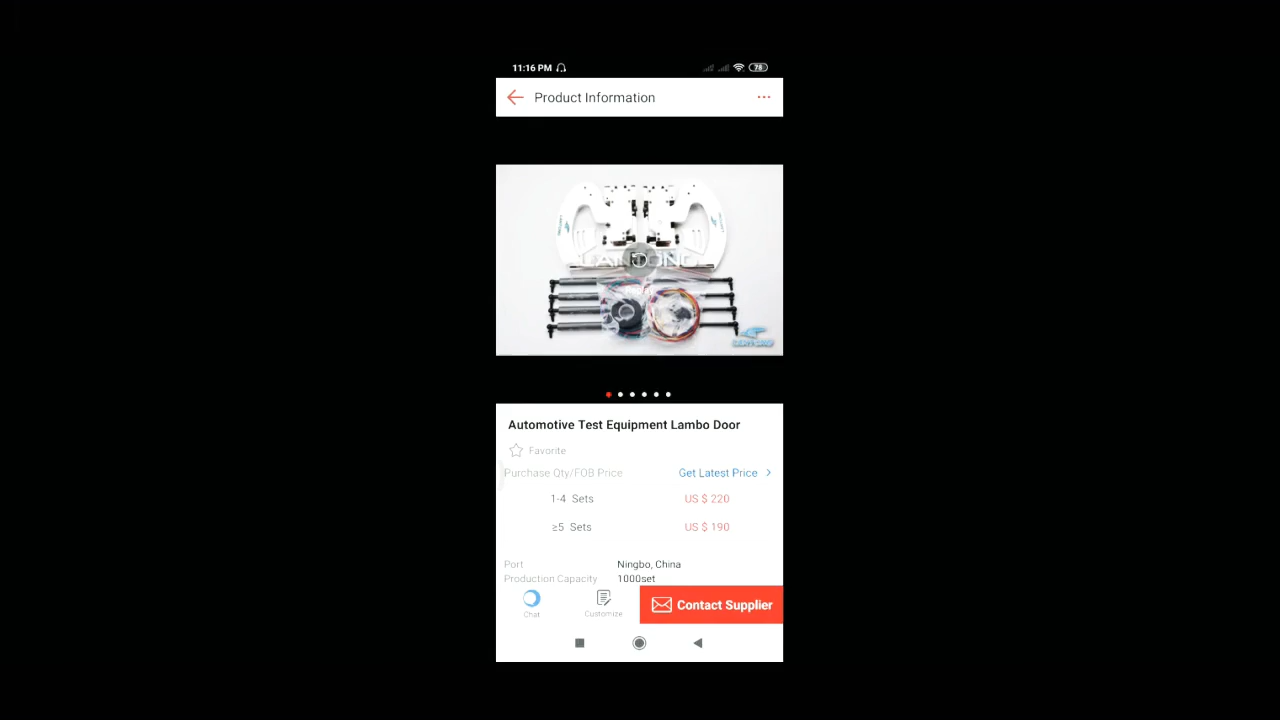 11:16 PM
78
Product Information
Automotive Test Equipment Lambo Door
Favorite
Purchase Qty/FOB Price
Get Latest Price
1-4 Sets
US $ 220
≥5 Sets
US $ 190
Port
Ningbo, China
Production Capacity
1000set
Chat
Customize
Contact Supplier